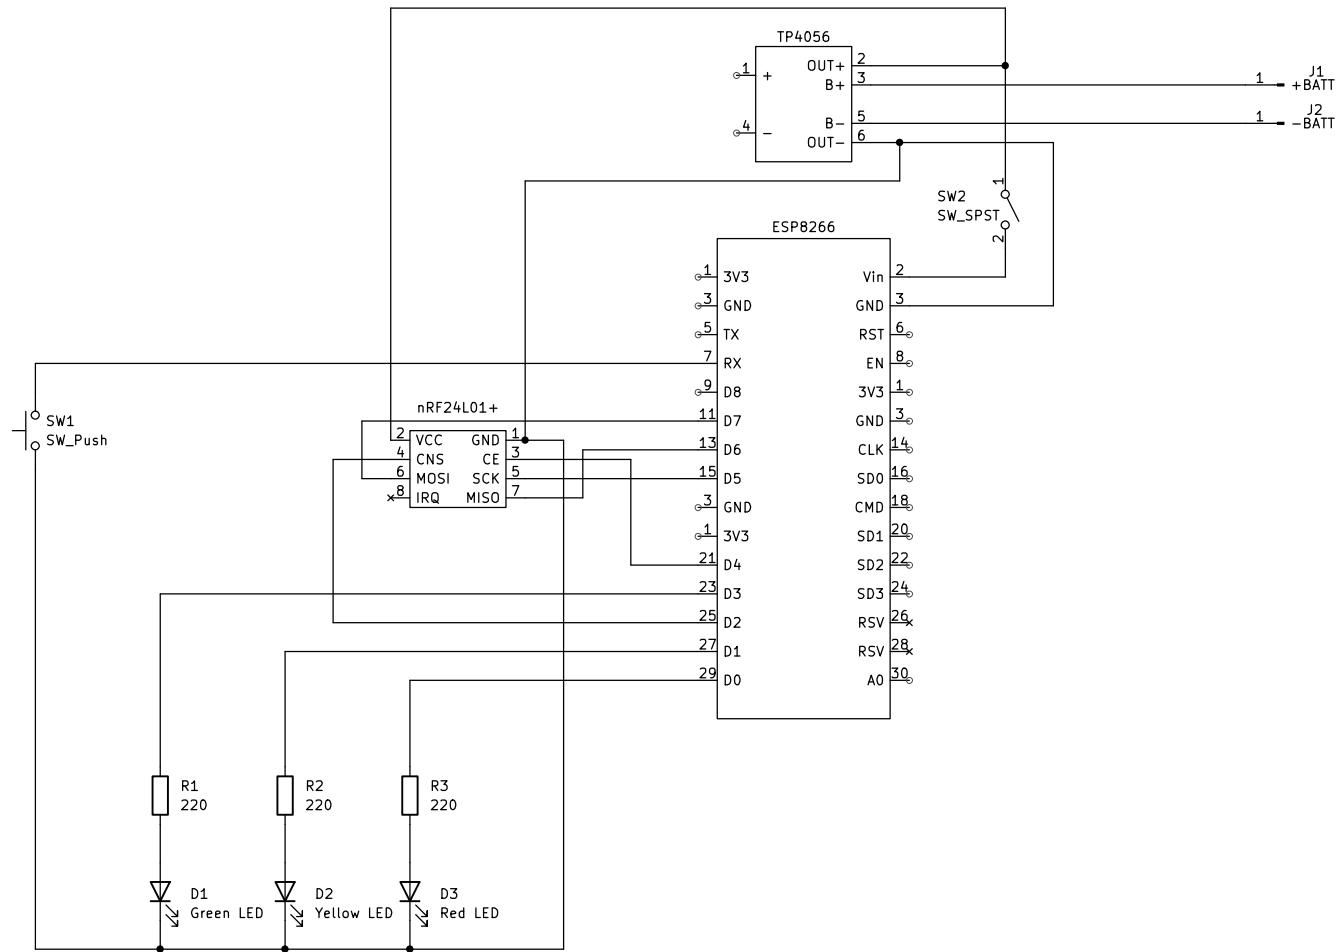 TP4056
1 + OUT+ 2
B+ 3
4 - B- 5
OUT- 6
1 J1
+BATT
1 J2
-BATT
SW2
SW_SPST
1
2
ESP8266
1 3V3 Vin 2
3 GND GND 3
5 TX RST 6
7 RX EN 8
9 D8 3V3 1
11 D7 GND 3
13 D6 CLK 14
15 D5 SD0 16
3 GND CMD 18
1 3V3 SD1 20
21 D4 SD2 22
23 D3 SD3 24
25 D2 RSV 26
27 D1 RSV 28
29 D0 A0 30
SW1
SW_Push
nRF24L01+
2 VCC GND 1
4 CNS CE 3
6 MOSI SCK 5
8 IRQ MISO 7
R1
220
R2
220
R3
220
D1
Green LED
D2
Yellow LED
D3
Red LED